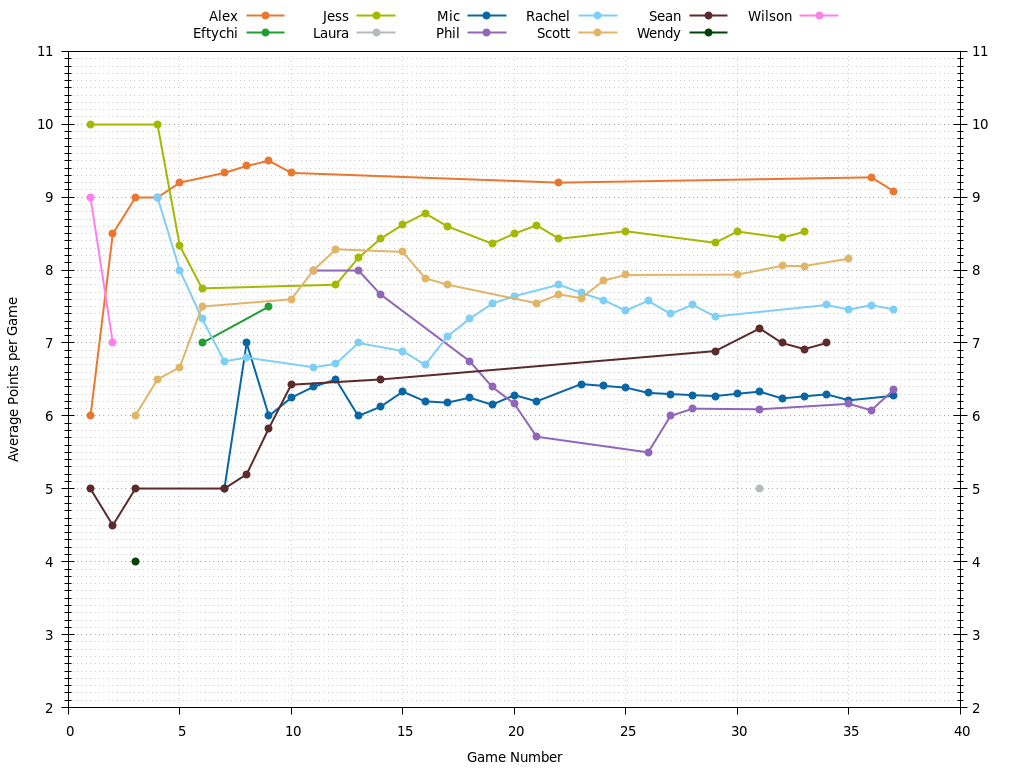 Alex Jess Mic Rachel Sean Wilson
Eftychi Laura Phil Scott Wendy
11 11
10 10
9 9
8 8
7 7
6 6
5 5
4 4
3 3
2 2
Average Points per Game
0 5 10 15 20 25 30 35 40
Game Number